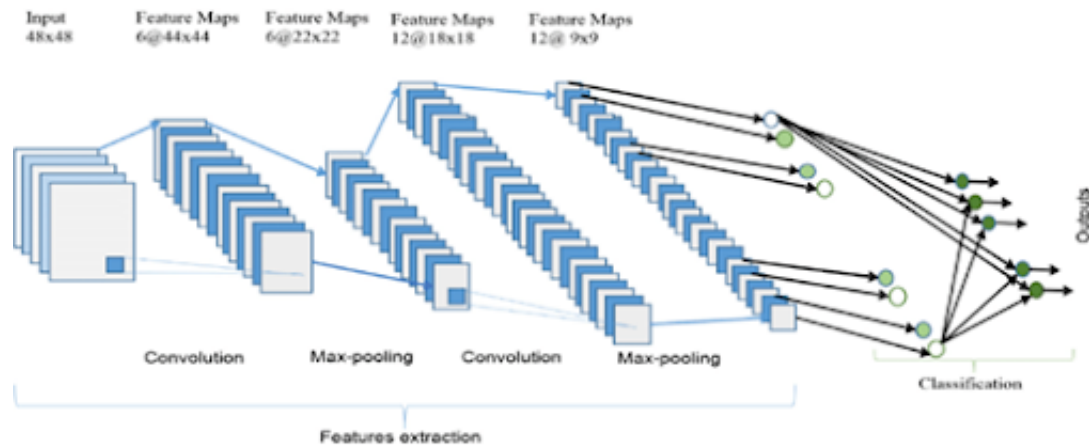 Input
48x48
Feature Maps
6@44x44
Feature Maps
6@22x22
Feature Maps
12@18x18
Feature Maps
12@ 9x9
Outputs
Convolution
Max-pooling
Convolution
Max-pooling
Classification
Features extraction